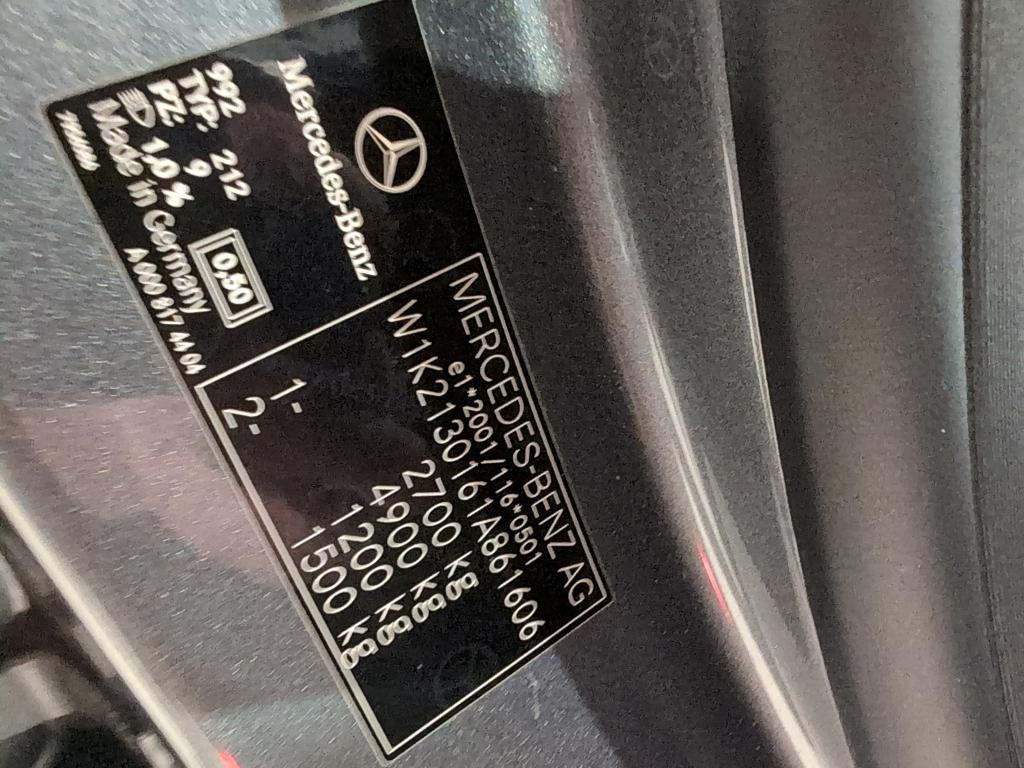 Mercedes-Benz
992
TYP: 212
PZ: 9
1,0 %
0,50
Made in Germany
A 009 817 44 04
MERCEDES-BENZ AG
e1*2001/116*0501
W1K2130161A861606
2700 kg
4900 kg
1- 1200 kg
2- 1500 kg